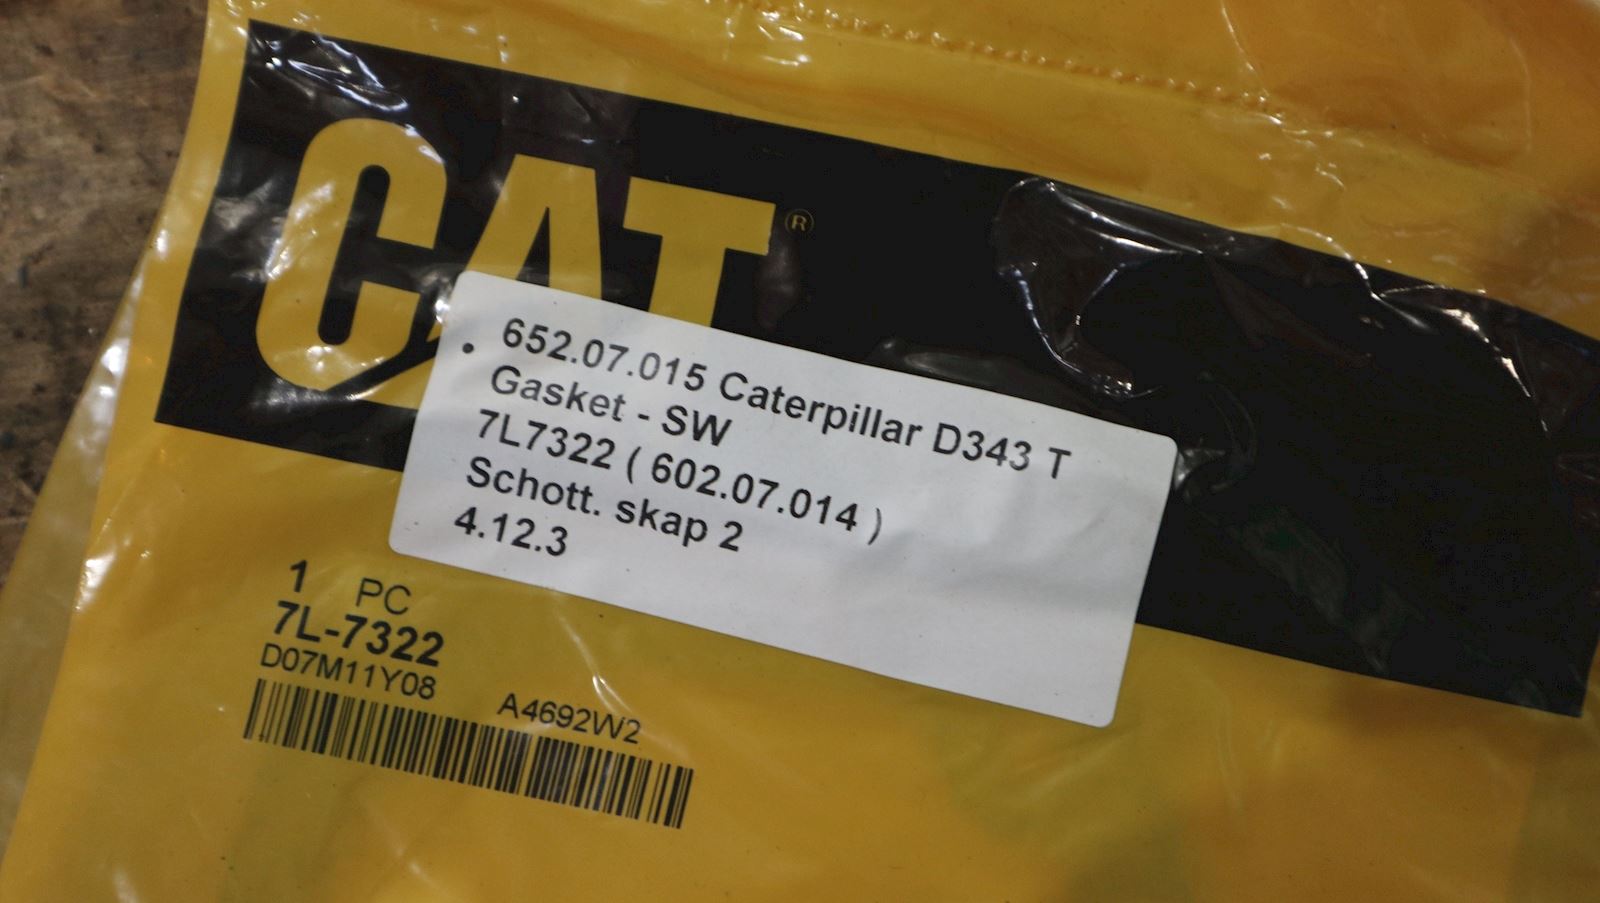 CAT®
652.07.015 Caterpillar D343 T
Gasket - SW
7L7322 ( 602.07.014 )
Schott. skap 2
4.12.3
1 PC
7L-7322
D07M11Y08 A4692W2